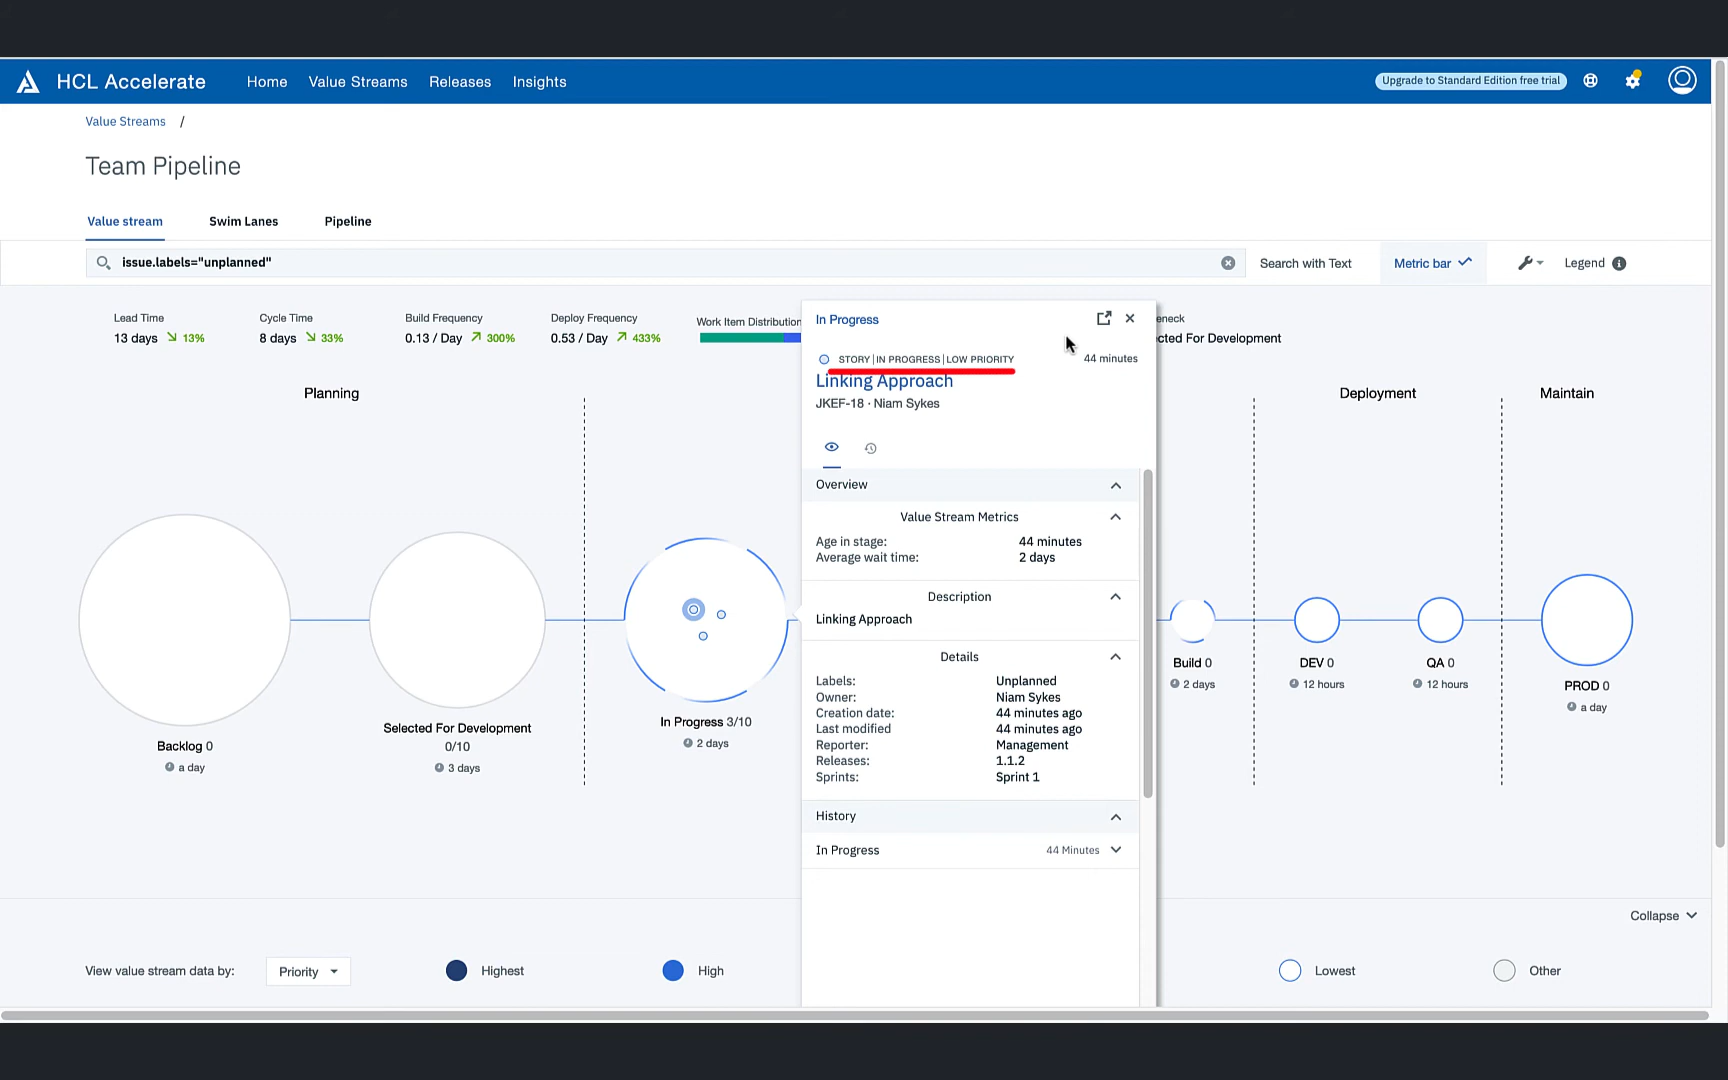 HCL Accelerate Home Value Streams Releases Insights Upgrade to Standard Edition free trial
Value Streams /
Team Pipeline
Value stream Swim Lanes Pipeline
issue.labels="unplanned" Search with Text Metric bar Legend
Lead Time
13 days 13%
Cycle Time
8 days 33%
Build Frequency
0.13 / Day 300%
Deploy Frequency
0.53 / Day 433%
Work Item Distribution
eneck
cted For Development
Planning
Deployment
Maintain
Backlog 0
a day
Selected For Development
0/10
3 days
In Progress 3/10
2 days
In Progress
STORY | IN PROGRESS | LOW PRIORITY 44 minutes
Linking Approach
JKEF-18 · Niam Sykes
Overview
Value Stream Metrics
Age in stage: 44 minutes
Average wait time: 2 days
Description
Linking Approach
Details
Labels: Unplanned
Owner: Niam Sykes
Creation date: 44 minutes ago
Last modified 44 minutes ago
Reporter: Management
Releases: 1.1.2
Sprints: Sprint 1
History
In Progress 44 Minutes
Build 0
2 days
DEV 0
12 hours
QA 0
12 hours
PROD 0
a day
Collapse
View value stream data by: Priority Highest High Lowest Other